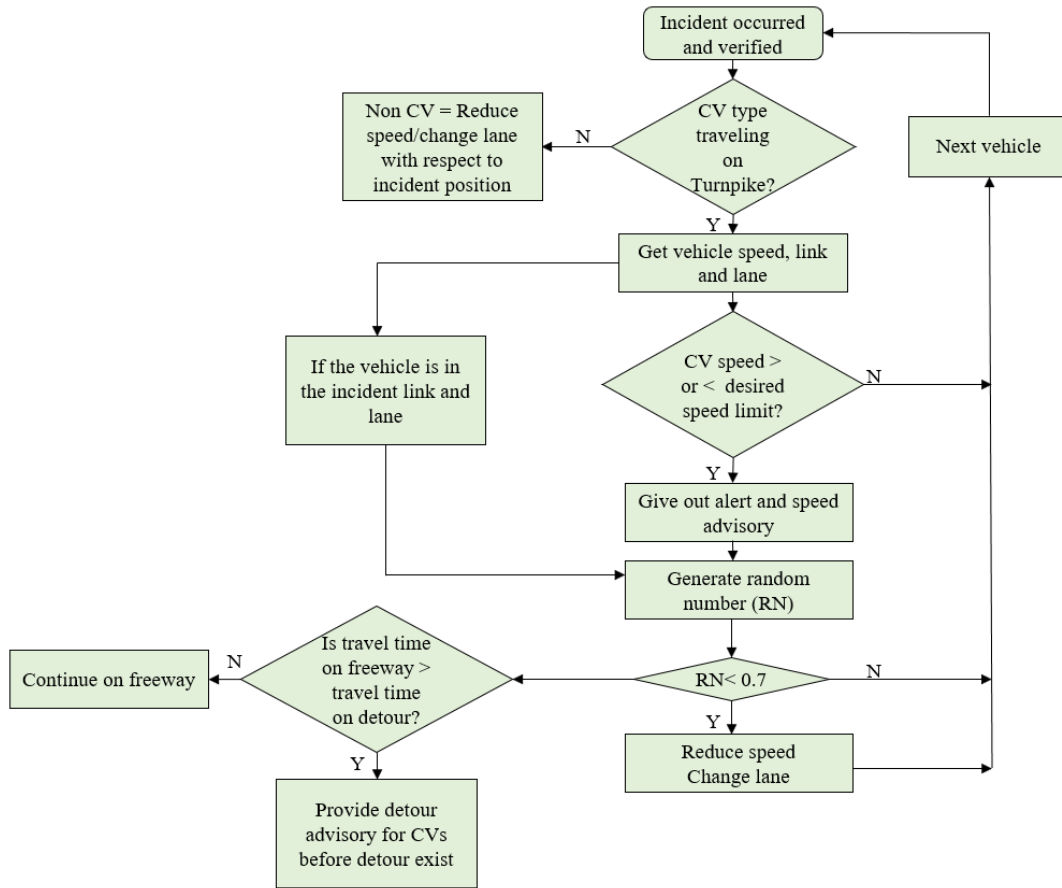 Incident occurred
and verified
Non CV = Reduce
speed/change lane
with respect to
incident position
N
CV type
traveling
on
Turnpike?
Next vehicle
Y
Get vehicle speed, link
and lane
If the vehicle is in
the incident link and
lane
CV speed >
or < desired
speed limit?
N
Y
Give out alert and speed
advisory
Generate random
number (RN)
Continue on freeway
N
Is travel time
on freeway >
travel time
on detour?
RN< 0.7
N
Y
Y
Reduce speed
Change lane
Provide detour
advisory for CVs
before detour exist